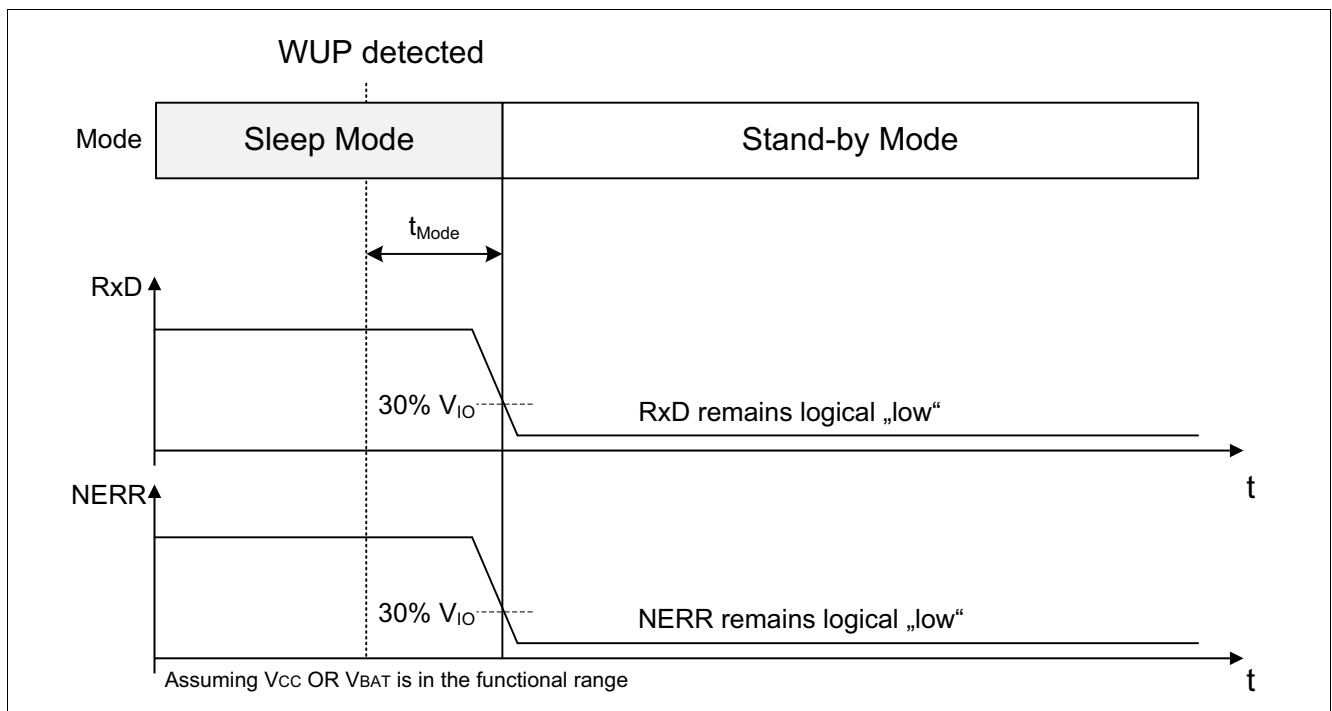 WUP detected
Mode
Sleep Mode
Stand-by Mode
tMode
RxD
30% VIO
RxD remains logical „low“
t
NERR
30% VIO
NERR remains logical „low“
Assuming VCC OR VBAT is in the functional range
t